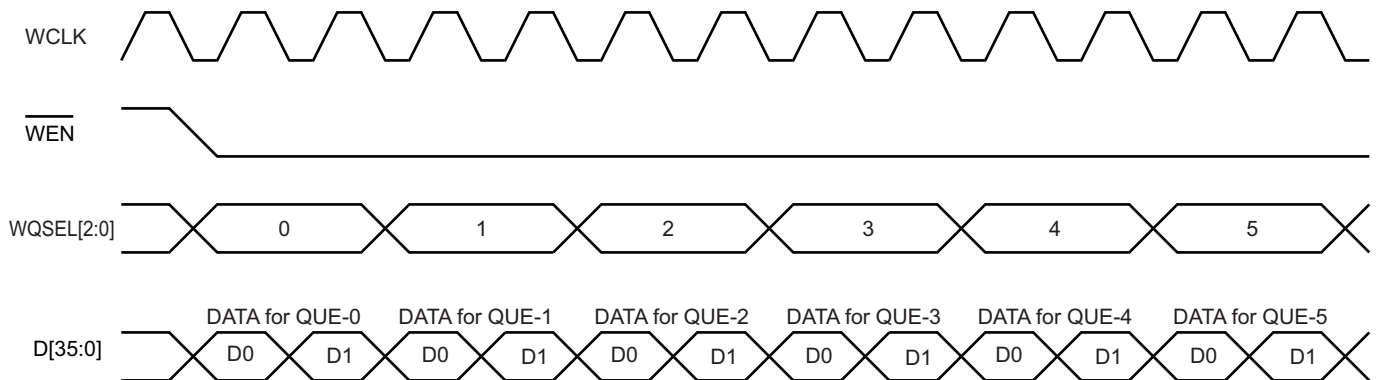 WCLK
WEN
WQSEL[2:0] 0 1 2 3 4 5
DATA for QUE-0 DATA for QUE-1 DATA for QUE-2 DATA for QUE-3 DATA for QUE-4 DATA for QUE-5
D[35:0] D0 D1 D0 D1 D0 D1 D0 D1 D0 D1 D0 D1